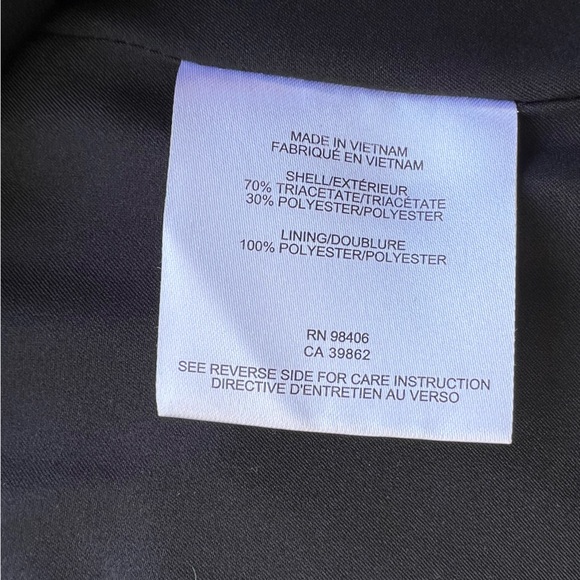 MADE IN VIETNAM
FABRIQUÉ EN VIETNAM
SHELL/EXTÉRIEUR
70% TRIACETATE/TRIACÉTATE
30% POLYESTER/POLYESTER
LINING/DOUBLURE
100% POLYESTER/POLYESTER
RN 98406
CA 39862
SEE REVERSE SIDE FOR CARE INSTRUCTION
DIRECTIVE D'ENTRETIEN AU VERSO